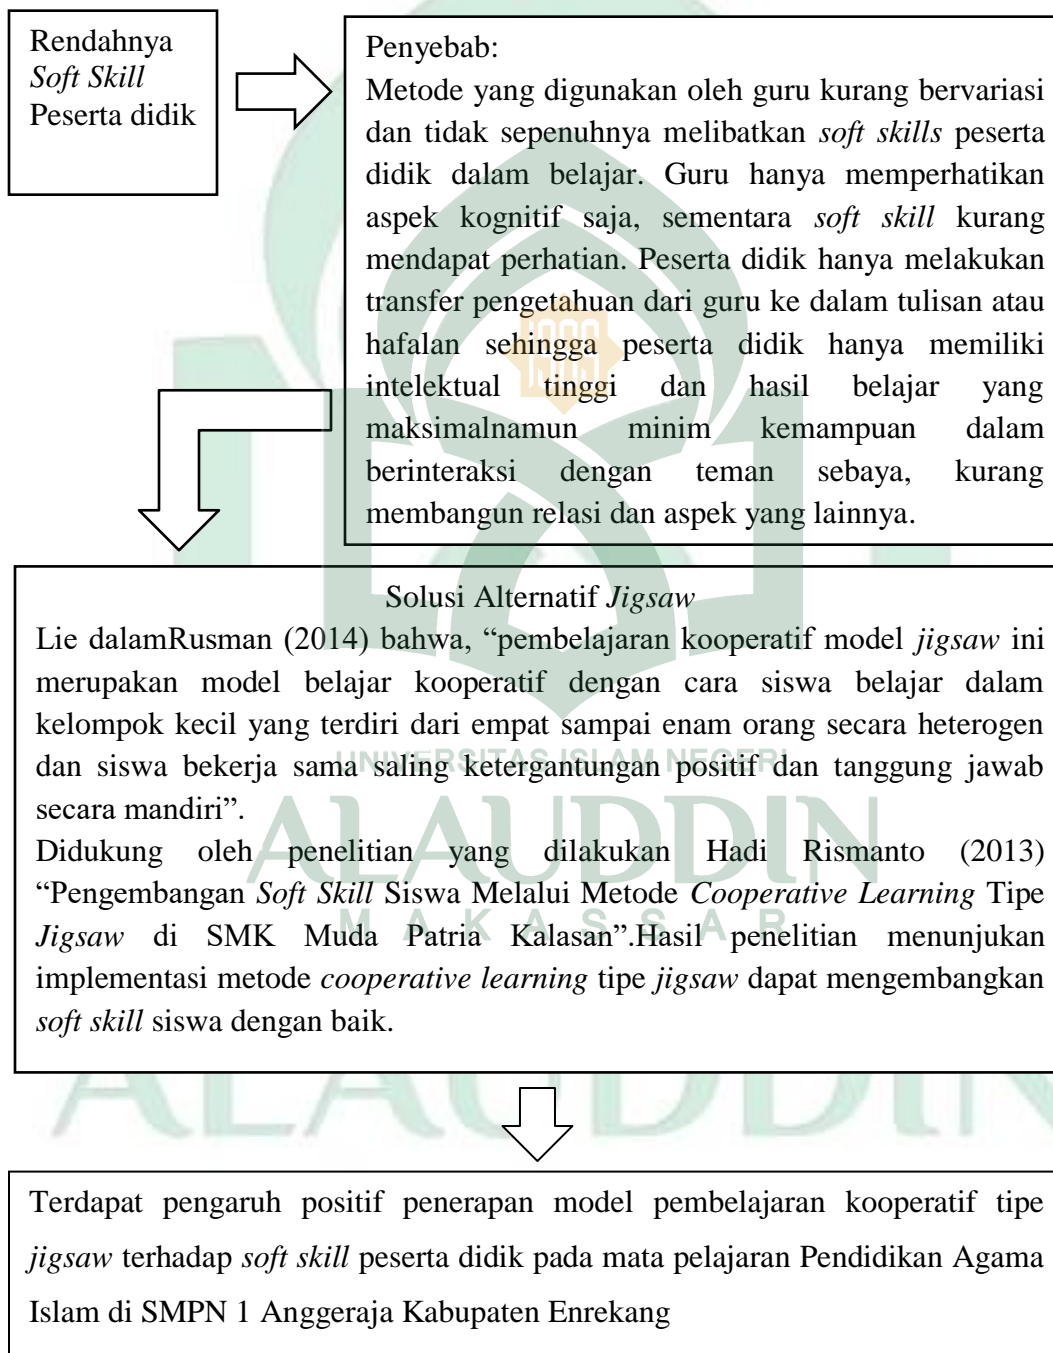 Rendahnya
Soft Skill
Peserta didik
Penyebab:
Metode yang digunakan oleh guru kurang bervariasi
dan tidak sepenuhnya melibatkan soft skills peserta
didik dalam belajar. Guru hanya memperhatikan
aspek kognitif saja, sementara soft skill kurang
mendapat perhatian. Peserta didik hanya melakukan
transfer pengetahuan dari guru ke dalam tulisan atau
hafalan sehingga peserta didik hanya memiliki
intelektual tinggi dan hasil belajar yang
maksimalnamun minim kemampuan dalam
berinteraksi dengan teman sebaya, kurang
membangun relasi dan aspek yang lainnya.
Solusi Alternatif Jigsaw
Lie dalamRusman (2014) bahwa, “pembelajaran kooperatif model jigsaw ini
merupakan model belajar kooperatif dengan cara siswa belajar dalam
kelompok kecil yang terdiri dari empat sampai enam orang secara heterogen
dan siswa bekerja sama saling ketergantungan positif dan tanggung jawab
secara mandiri”.
Didukung oleh penelitian yang dilakukan Hadi Rismanto (2013)
“Pengembangan Soft Skill Siswa Melalui Metode Cooperative Learning Tipe
Jigsaw di SMK Muda Patria Kalasan”.Hasil penelitian menunjukan
implementasi metode cooperative learning tipe jigsaw dapat mengembangkan
soft skill siswa dengan baik.
UNIVERSITAS ISLAM NEGERI
ALAUDDIN
MAKASSAR
ALAUDDIN
Terdapat pengaruh positif penerapan model pembelajaran kooperatif tipe
jigsaw terhadap soft skill peserta didik pada mata pelajaran Pendidikan Agama
Islam di SMPN 1 Anggeraja Kabupaten Enrekang